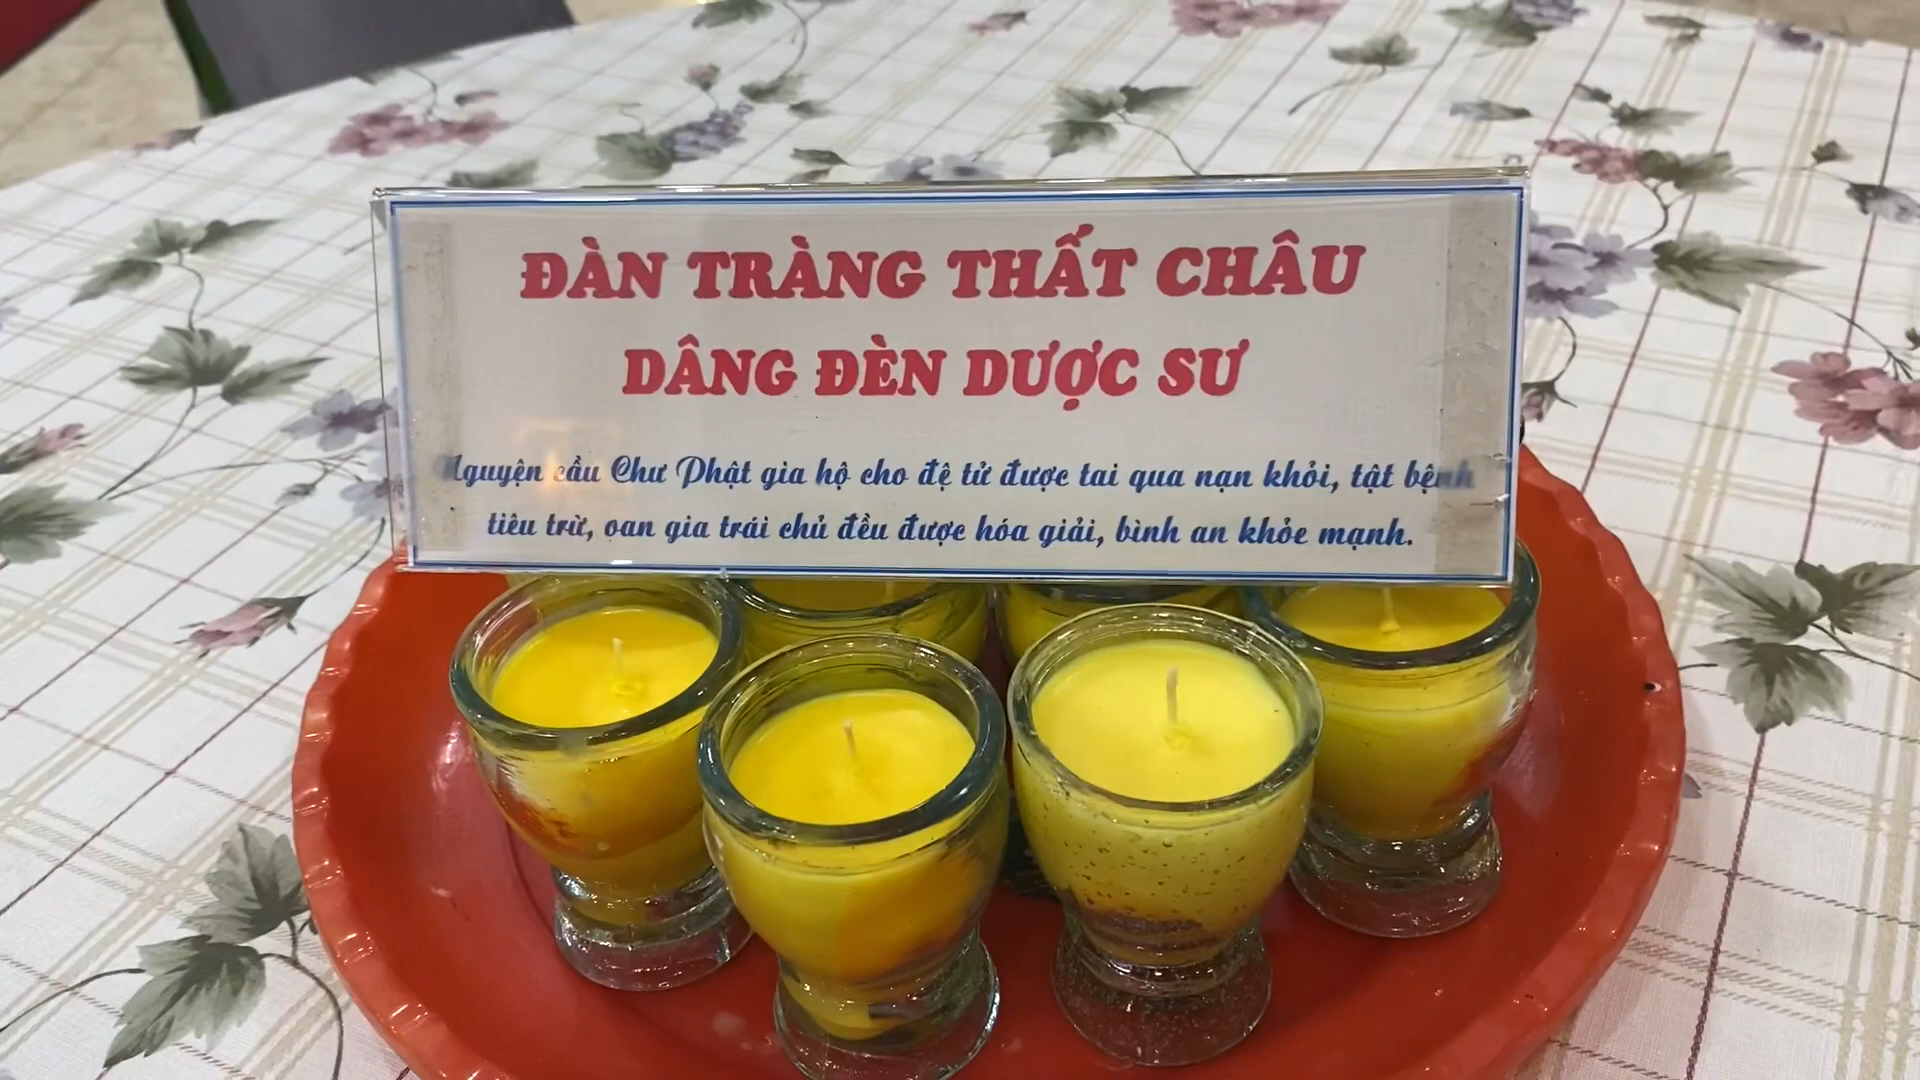 ĐÀN TRÀNG THẤT CHÂU
DÂNG ĐÈN DƯỢC SƯ
Nguyện cầu Chư Phật gia hộ cho đệ tử được tai qua nạn khỏi, tật bệnh
tiêu trừ, oan gia trái chủ đều được hóa giải, bình an khỏe mạnh.